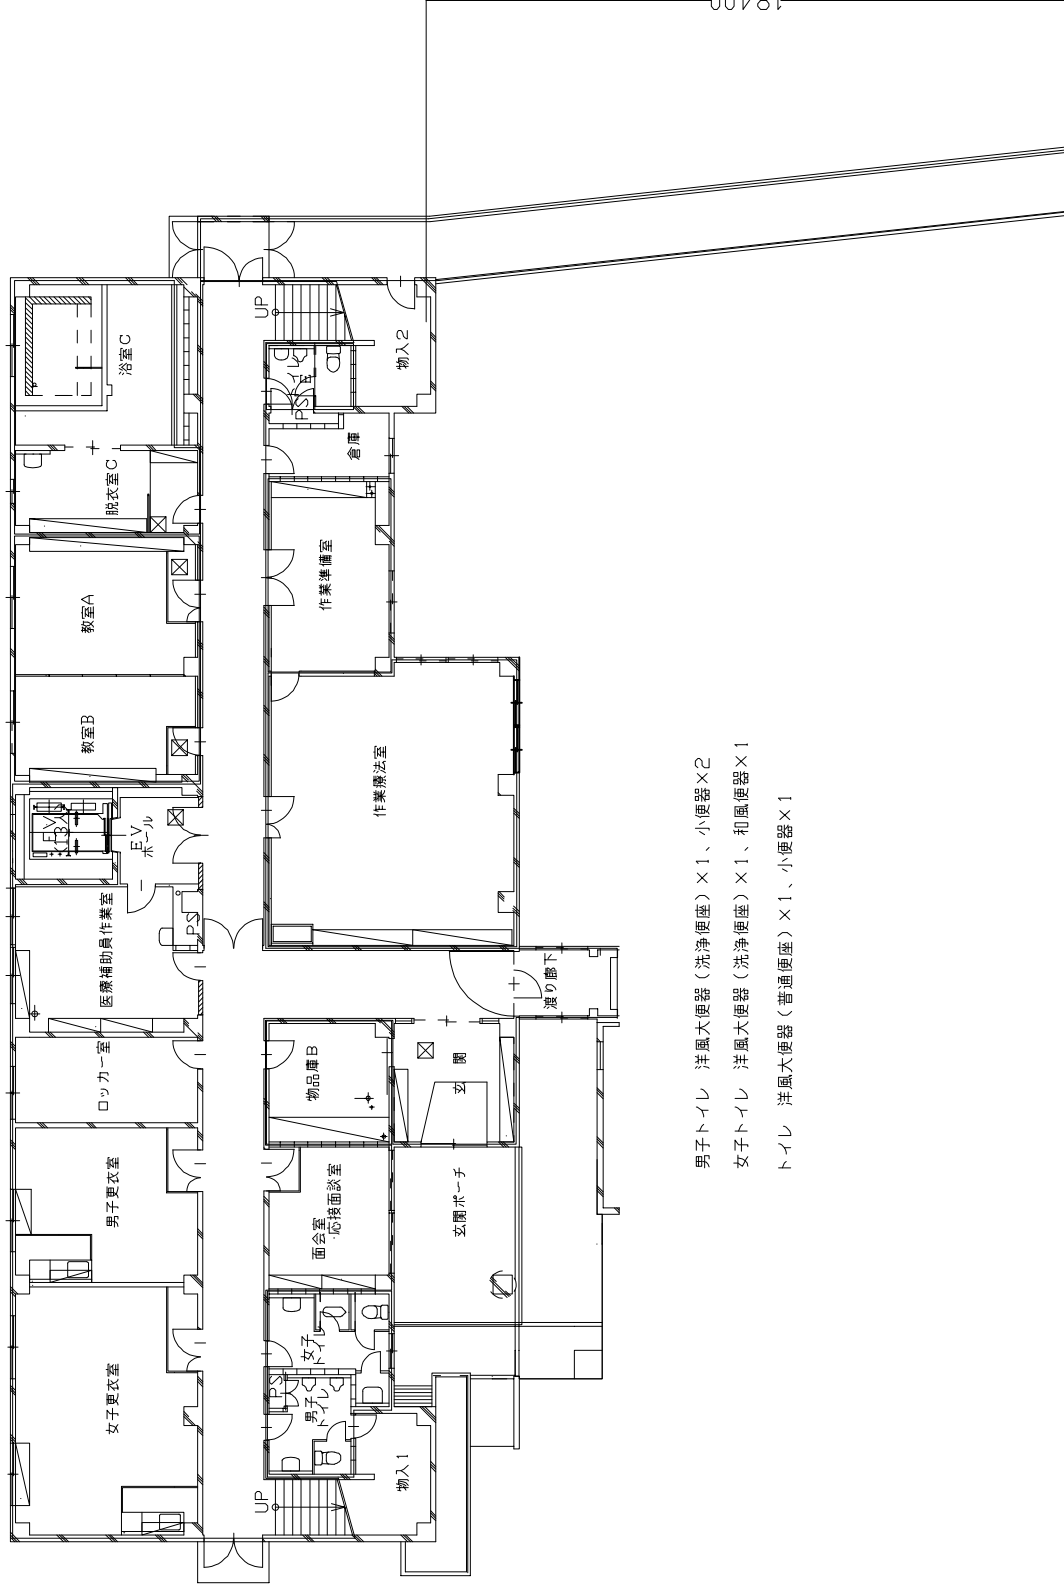 18400
浴室C
脱衣室C
教室A
教室B
EV
ホール
医療補助員作業室
PS
ロッカー室
男子更衣室
女子更衣室
UP
トイレ
PS
物入2
倉庫
作業準備室
作業療法室
渡り廊下
物品庫B
玄関
面会室
応接面談室
玄関ポーチ
女子
トイレ
PS
男子
トイレ
UP
物入1
男子トイレ 洋風大便器(洗浄便座)×1、小便器×2
女子トイレ 洋風大便器(洗浄便座)×1、和風便器×1
トイレ 洋風大便器(普通便座)×1、小便器×1